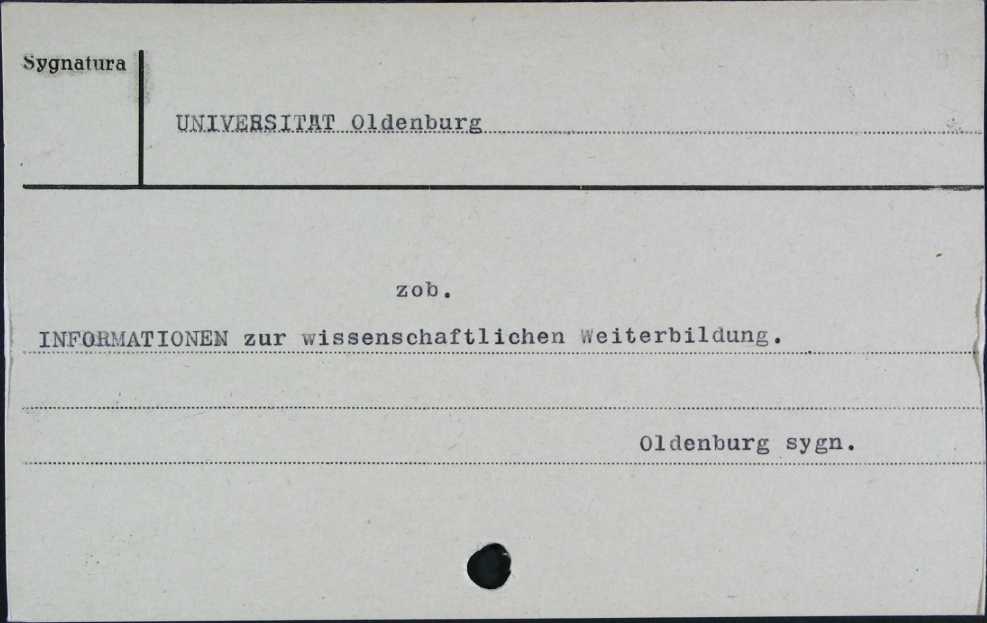 Sygnatura
UNIVERSITAT Oldenburg
zob.
INFORMATIONEN zur wissenschaftlichen Weiterbildung.
Oldenburg sygn.